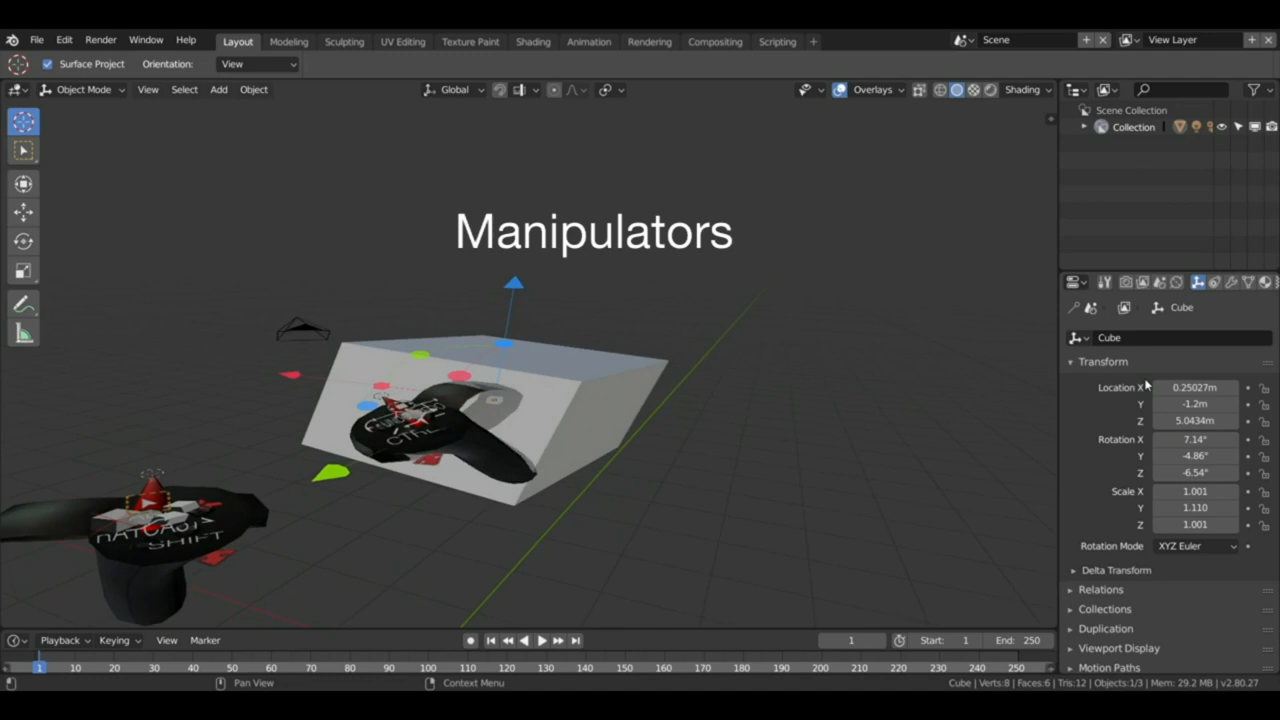 File Edit Render Window Help Layout Modeling Sculpting UV Editing Texture Paint Shading Animation Rendering Compositing Scripting + Scene View Layer
Surface Project Orientation: View
Object Mode View Select Add Object Global Overlays Shading
Scene Collection
Collection
Manipulators
Cube
Cube
Transform
Location X 0.25027m
Y -1.2m
Z 5.0434m
Rotation X 7.14°
Y -4.86°
Z -6.54°
Scale X 1.001
Y 1.110
Z 1.001
Rotation Mode XYZ Euler
Delta Transform
Relations
Collections
Duplication
Viewport Display
Motion Paths
CTRL
SHIFT
Playback Keying View Marker 1 Start: 1 End: 250
1 10 20 30 40 50 60 70 80 90 100 110 120 130 140 150 160 170 180 190 200 210 220 230 240 250
Pan View Context Menu Cube | Verts:8 | Faces:6 | Tris:12 | Objects:1/3 | Mem: 29.2 MB | v2.80.27